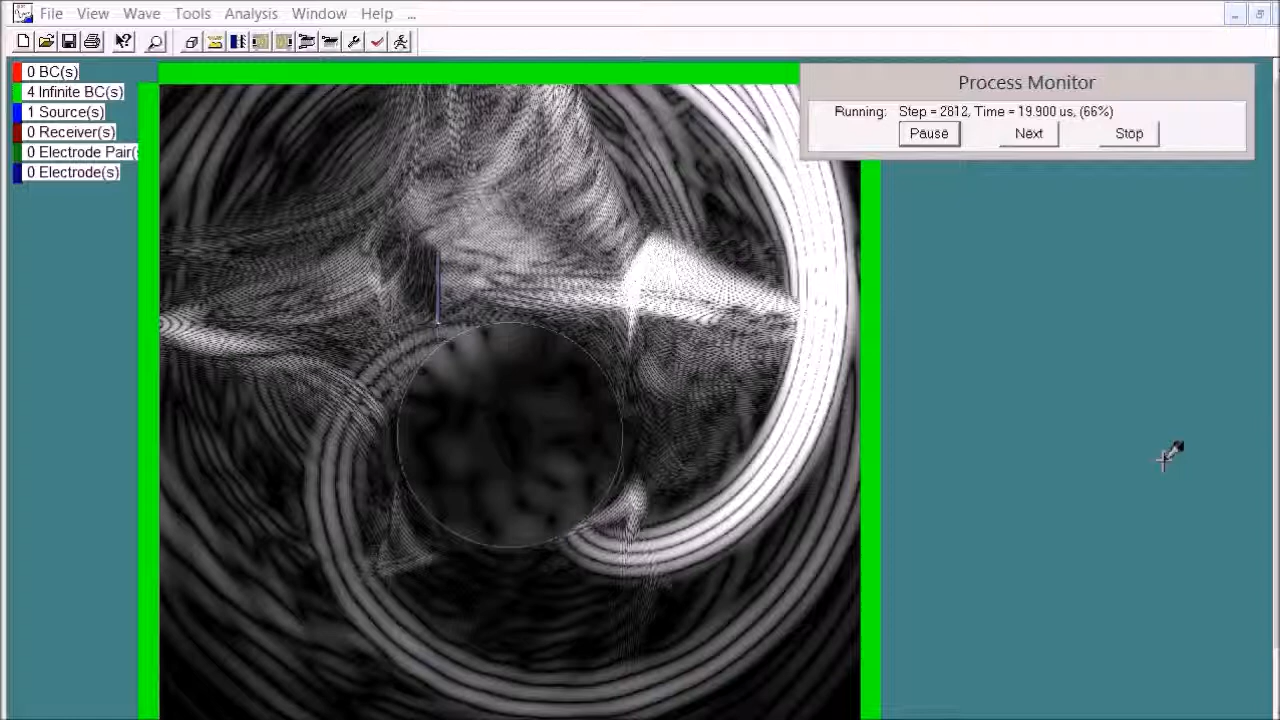 File View Wave Tools Analysis Window Help ...
Process Monitor
Running: Step = 2812, Time = 19.900 us, (66%)
Pause Next Stop
0 BC(s)
4 Infinite BC(s)
1 Source(s)
0 Receiver(s)
0 Electrode Pair(s
0 Electrode(s)